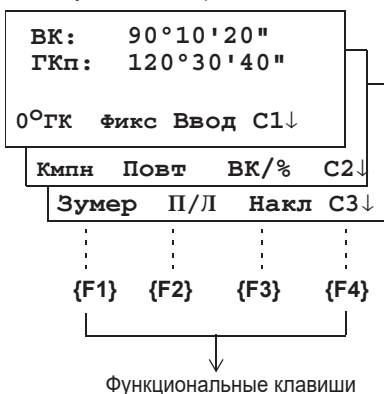 ВК: 90°10'20"
ГКп: 120°30'40"
0°ГК Фикс Ввод С1↓
Кмпн Повт ВК/% С2↓
Зумер П/Л Накл С3↓
{F1} {F2} {F3} {F4}
Функциональные клавиши